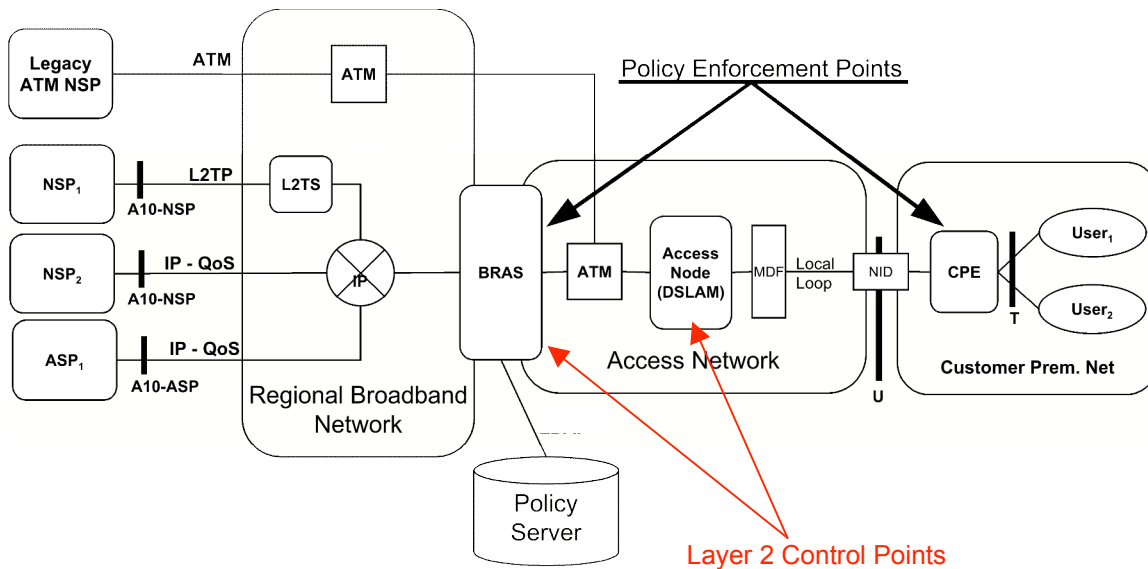 Legacy
ATM NSP
ATM
ATM
Policy Enforcement Points
NSP₁
L2TP
A10-NSP
L2TS
NSP₂
IP - QoS
A10-NSP
IP
ASP₁
IP - QoS
A10-ASP
Regional Broadband
Network
BRAS
ATM
Access
Node
(DSLAM)
MDF
Local
Loop
Access Network
NID
U
CPE
T
User₁
User₂
Customer Prem. Net
Policy
Server
Layer 2 Control Points